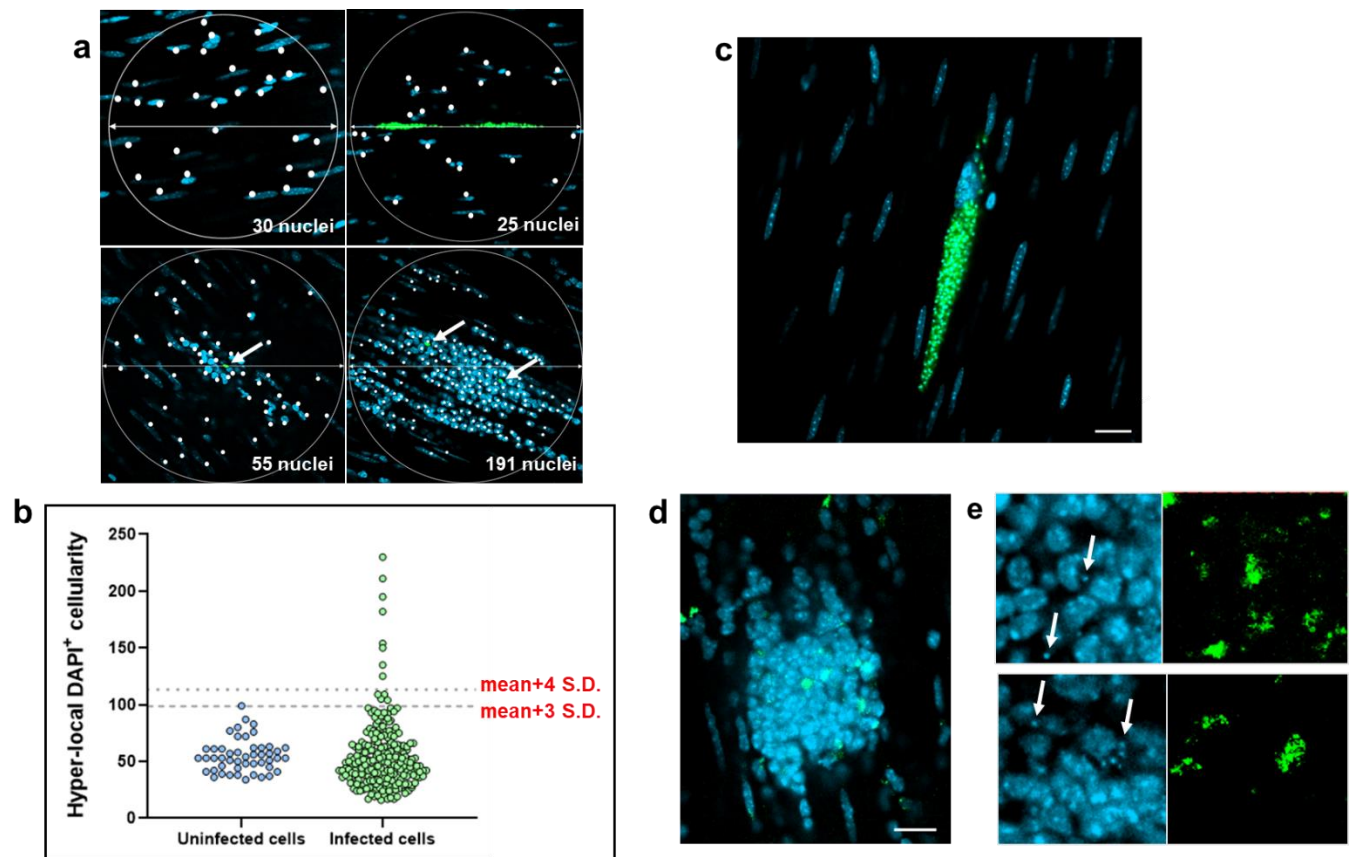 a
30 nuclei
25 nuclei
55 nuclei
191 nuclei
b
Hyper-local DAPI⁺ cellularity
250
200
150
100
50
0
mean+4 S.D.
mean+3 S.D.
Uninfected cells
Infected cells
c
d
e